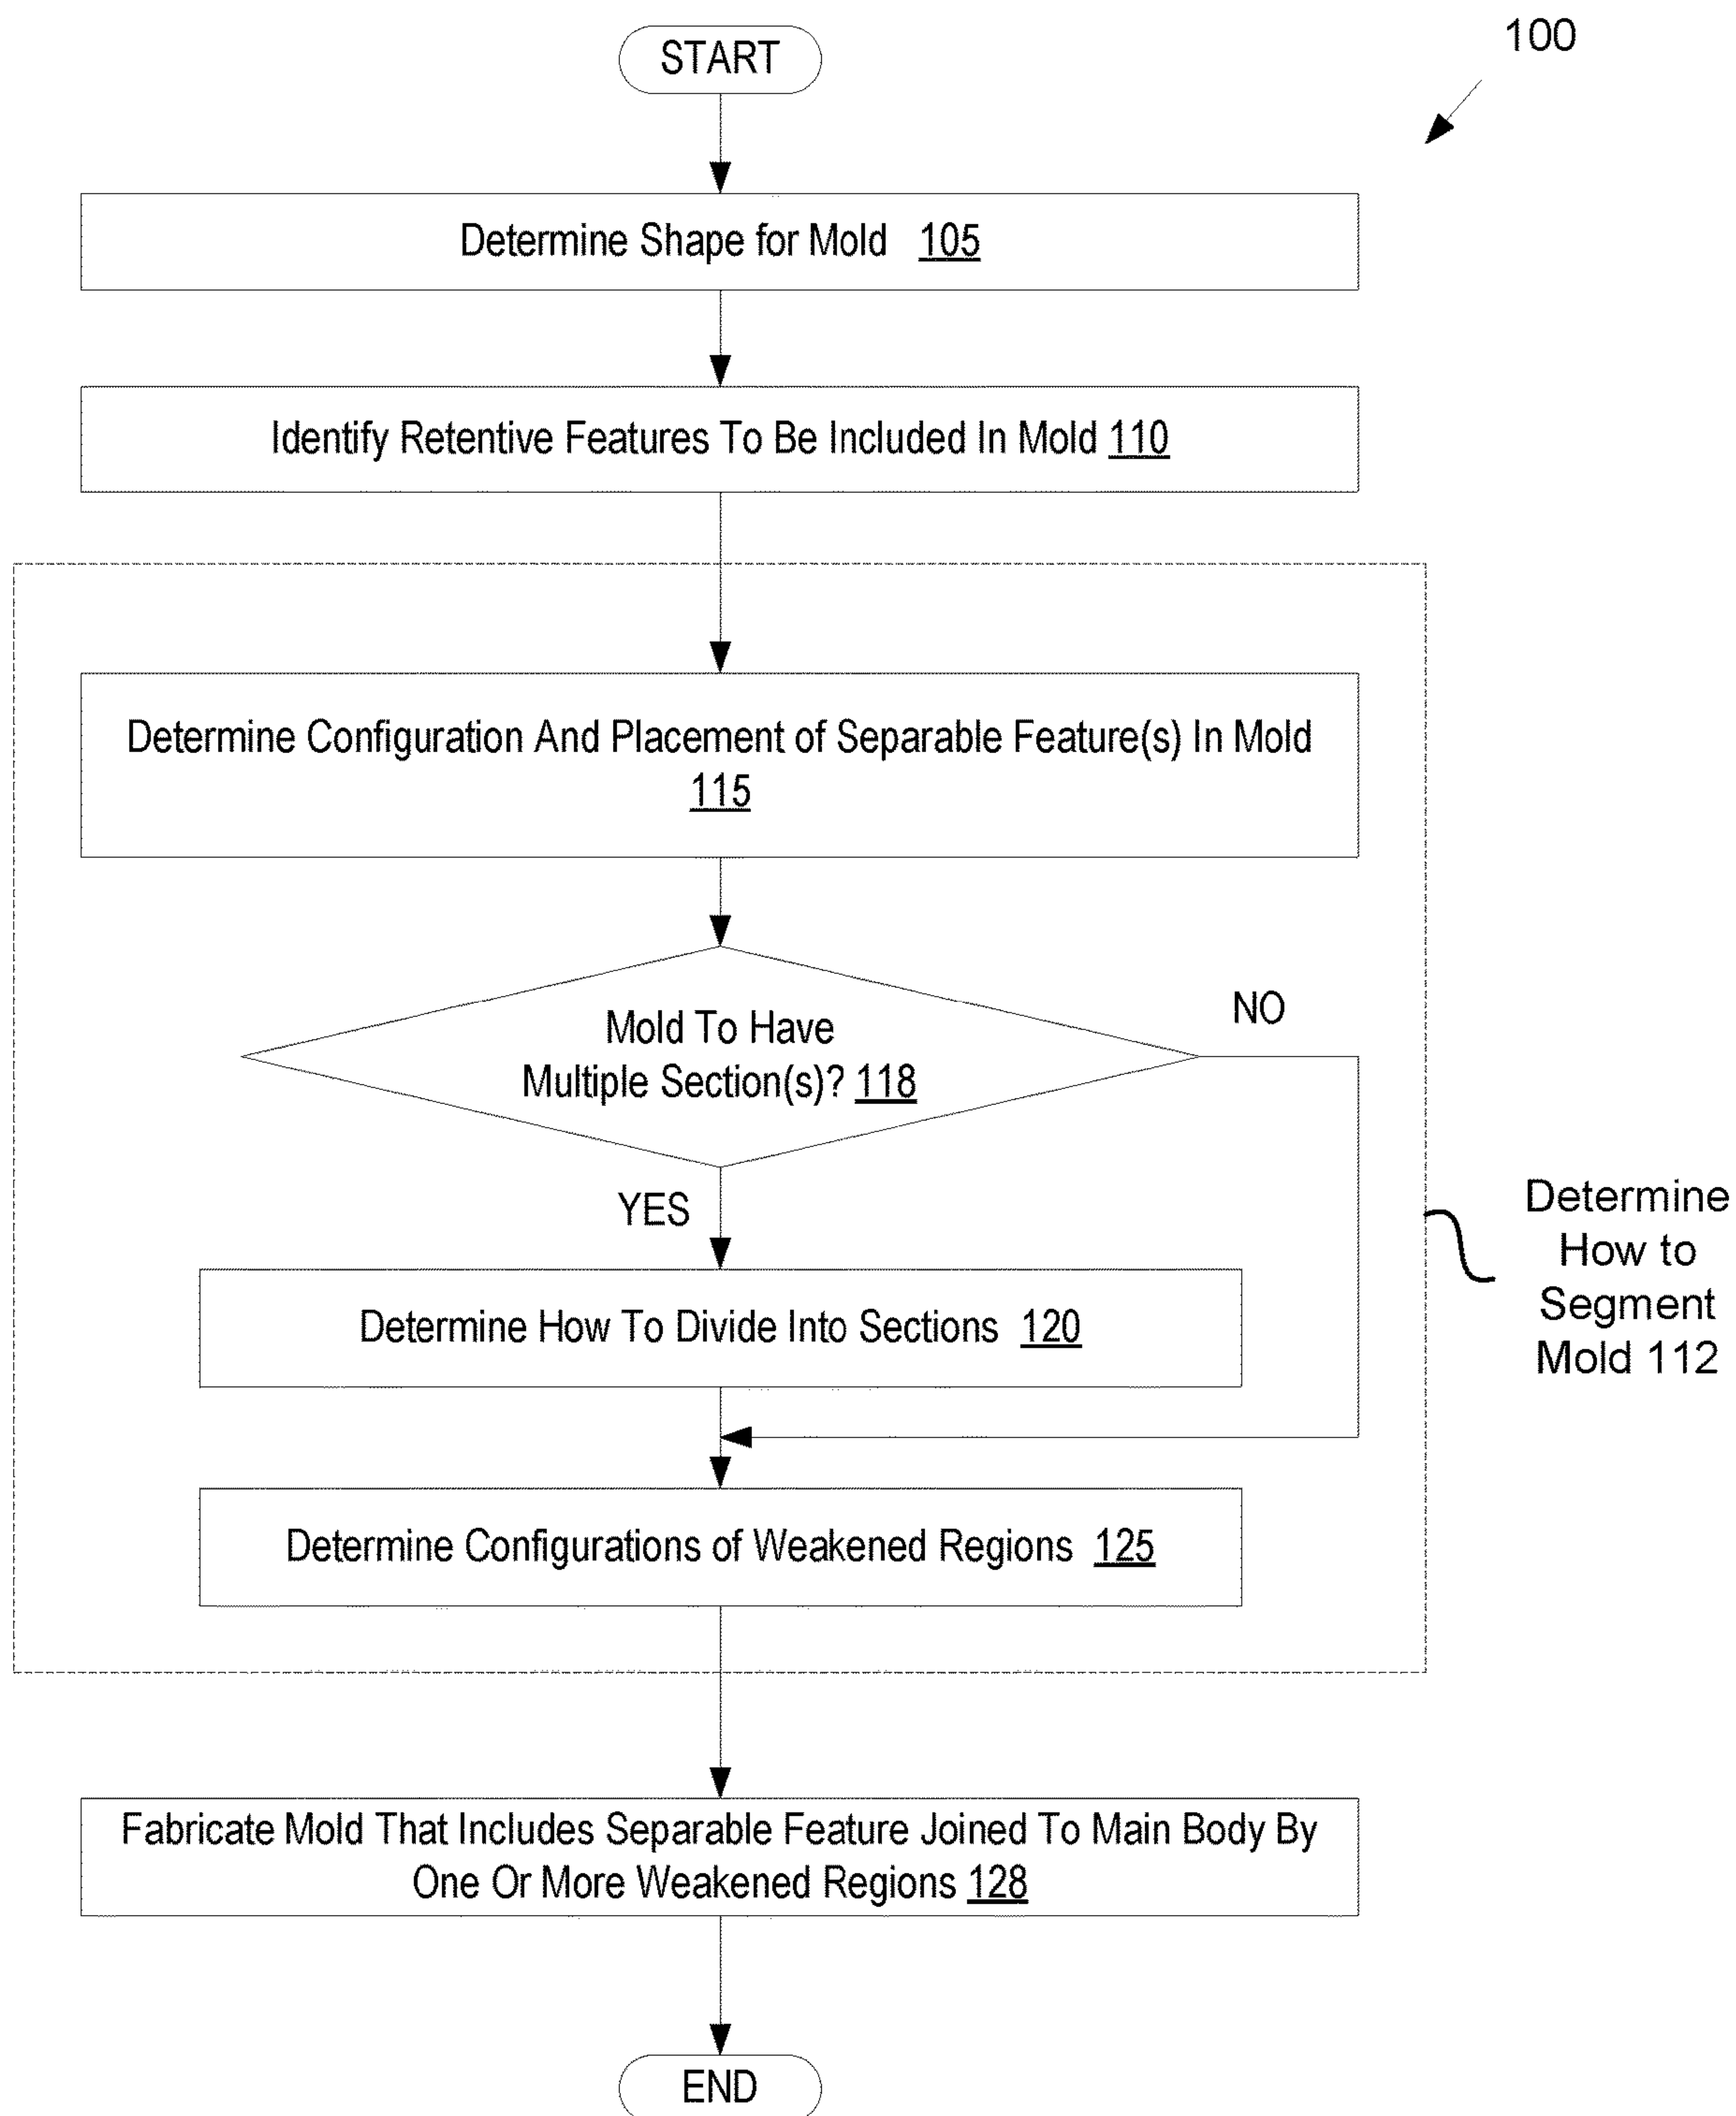 100
START
Determine Shape for Mold 105
Identify Retentive Features To Be Included In Mold 110
Determine Configuration And Placement of Separable Feature(s) In Mold
115
Mold To Have
Multiple Section(s)? 118
NO
YES
Determine How To Divide Into Sections 120
Determine Configurations of Weakened Regions 125
Determine
How to
Segment
Mold 112
Fabricate Mold That Includes Separable Feature Joined To Main Body By
One Or More Weakened Regions 128
END